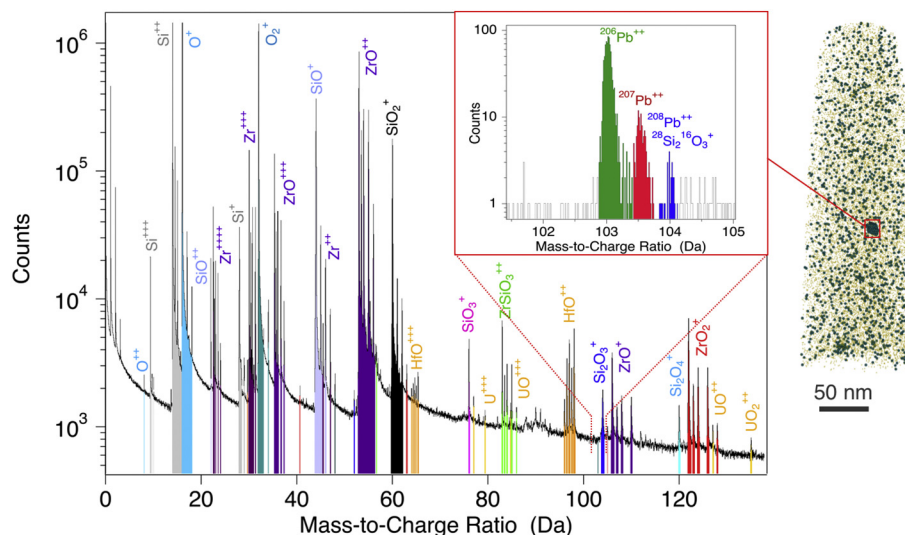 10⁶
10⁵
10⁴
10³
Counts
0
20
40
60
80
100
120
Mass-to-Charge Ratio (Da)
O⁺⁺
Si⁺⁺⁺
Si⁺⁺
O⁺
SiO⁺⁺
Zr⁺⁺⁺⁺
Si⁺
Zr⁺⁺⁺
O₂⁺
ZrO⁺⁺⁺
SiO⁺
Zr⁺⁺
ZrO⁺⁺
SiO₂⁺
HfO⁺⁺⁺
SiO₃⁺
U⁺⁺⁺
ZrSiO₃⁺⁺
UO⁺⁺⁺
HfO⁺⁺
Si₂O₃⁺
ZrO⁺
Si₂O₄⁺
ZrO₂⁺
UO⁺⁺
UO₂⁺⁺
100
10
1
Counts
²⁰⁶Pb⁺⁺
²⁰⁷Pb⁺⁺
²⁰⁸Pb⁺⁺
²⁸Si₂¹⁶O₃⁺
102
103
104
105
Mass-to-Charge Ratio (Da)
50 nm